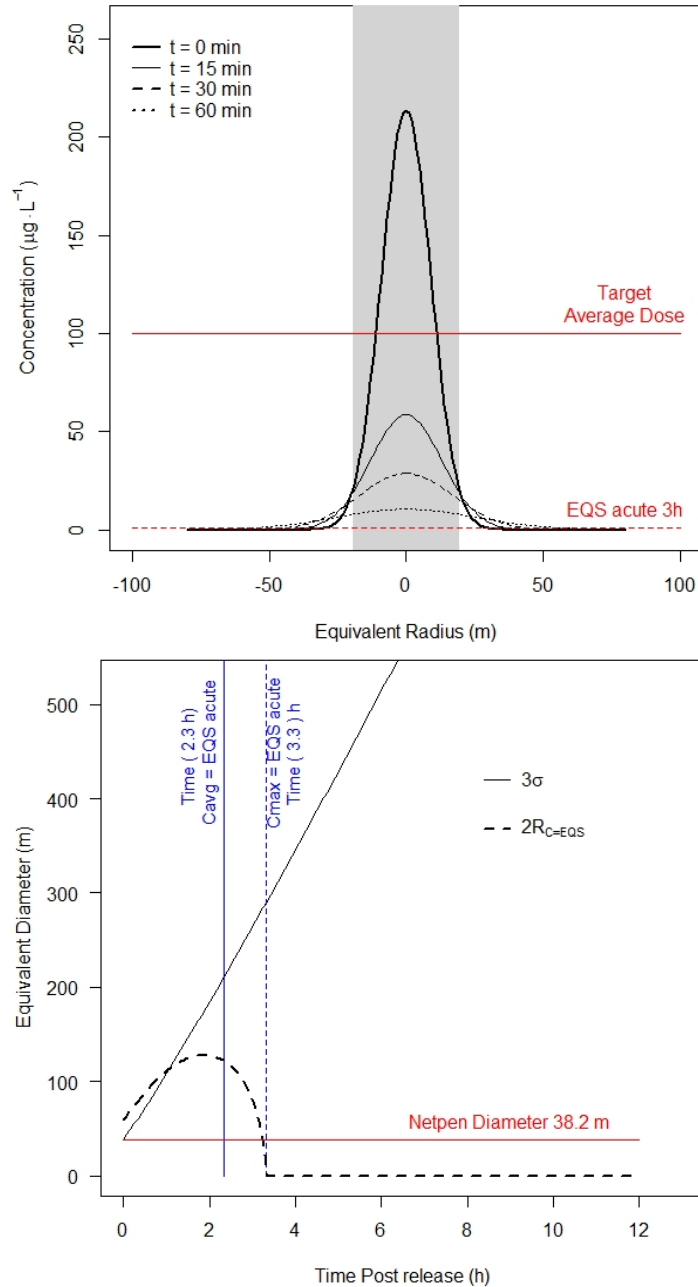 250
200
150
100
50
0
Concentration (µg · L⁻¹)
t = 0 min
t = 15 min
t = 30 min
t = 60 min
Target
Average Dose
EQS acute 3h
-100
-50
0
50
100
Equivalent Radius (m)
500
400
300
200
100
0
Equivalent Diameter (m)
Time ( 2.3 h)
Cavg = EQS acute
Cmax = EQS acute
Time ( 3.3 ) h
3σ
2R_C=EQS
Netpen Diameter 38.2 m
0
2
4
6
8
10
12
Time Post release (h)